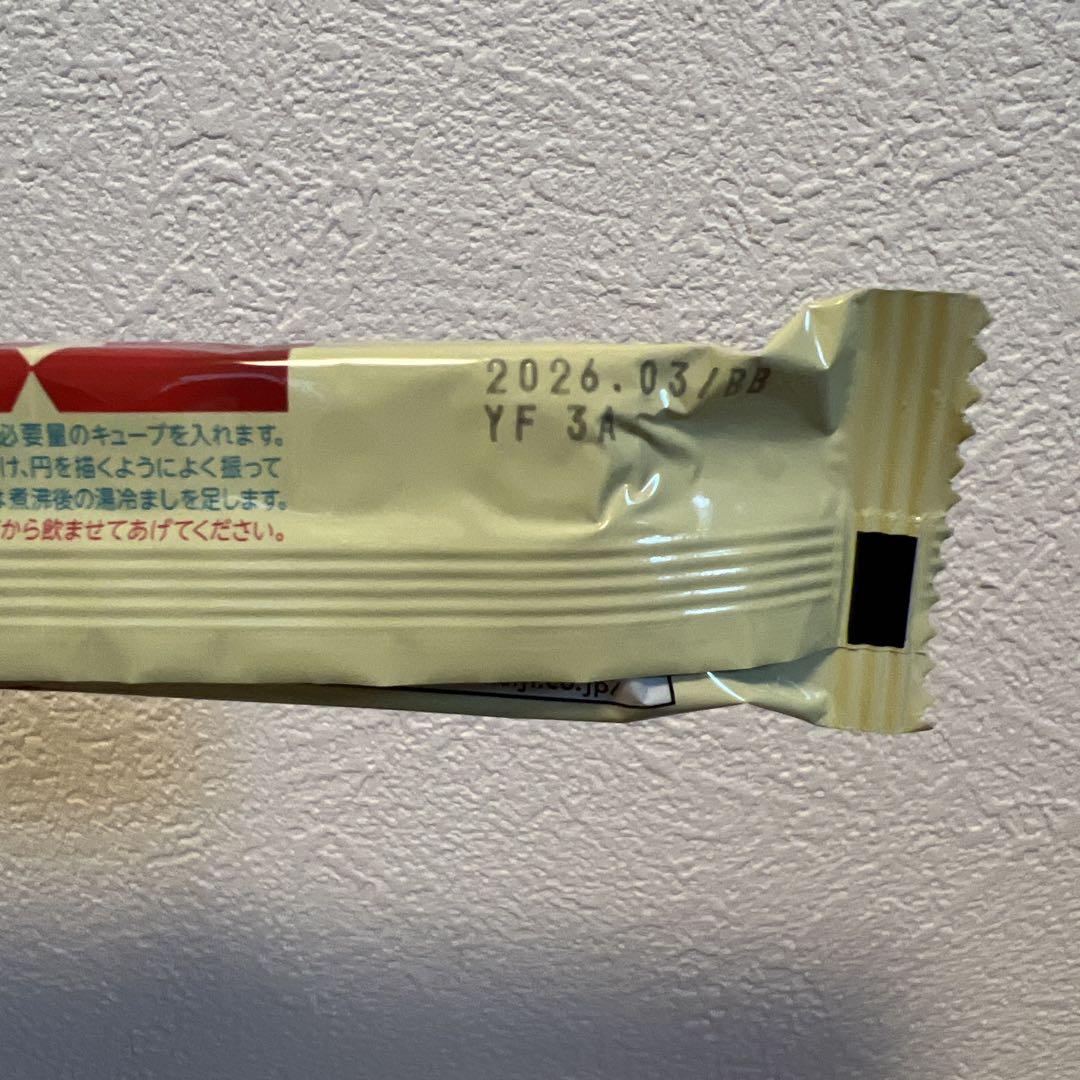 2026.03/BB
YF 3A
必要量のキューブを入れます。
け、円を描くようによく振って
煮沸後の湯冷ましを足します。
から飲ませてあげてください。
.co.jp/